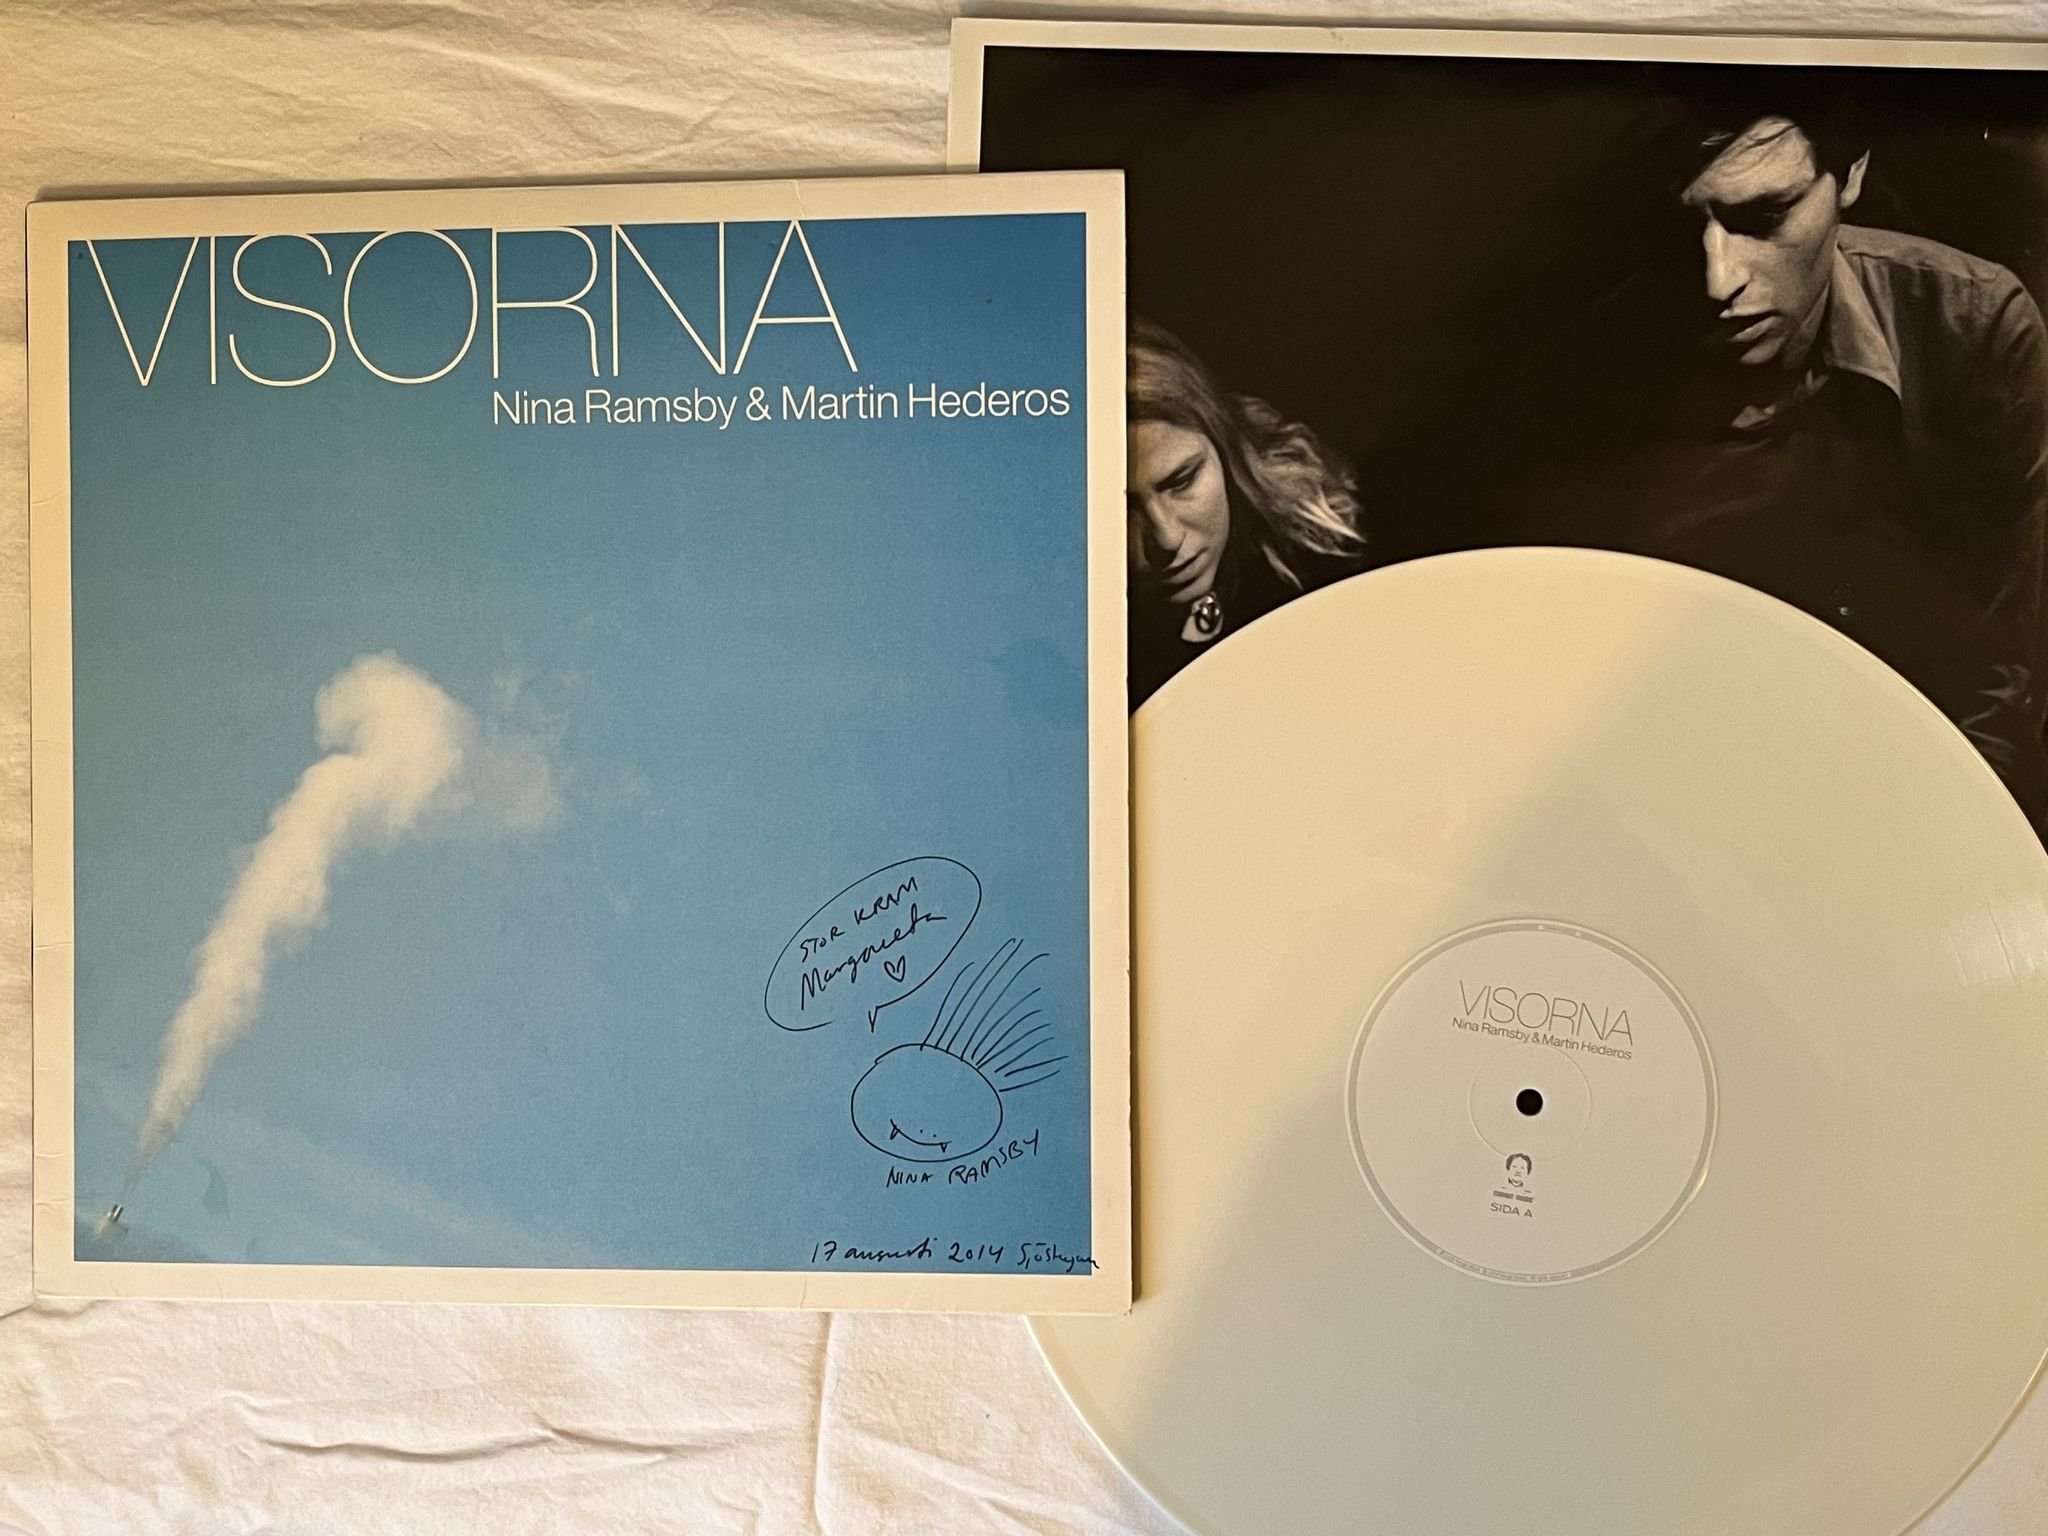 VISORNA
Nina Ramsby & Martin Hederos
STOR KRAM
Margareta
NINA RAMSBY
17 augusti 2014
VISORNA
Nina Ramsby & Martin Hederos
SIDA A